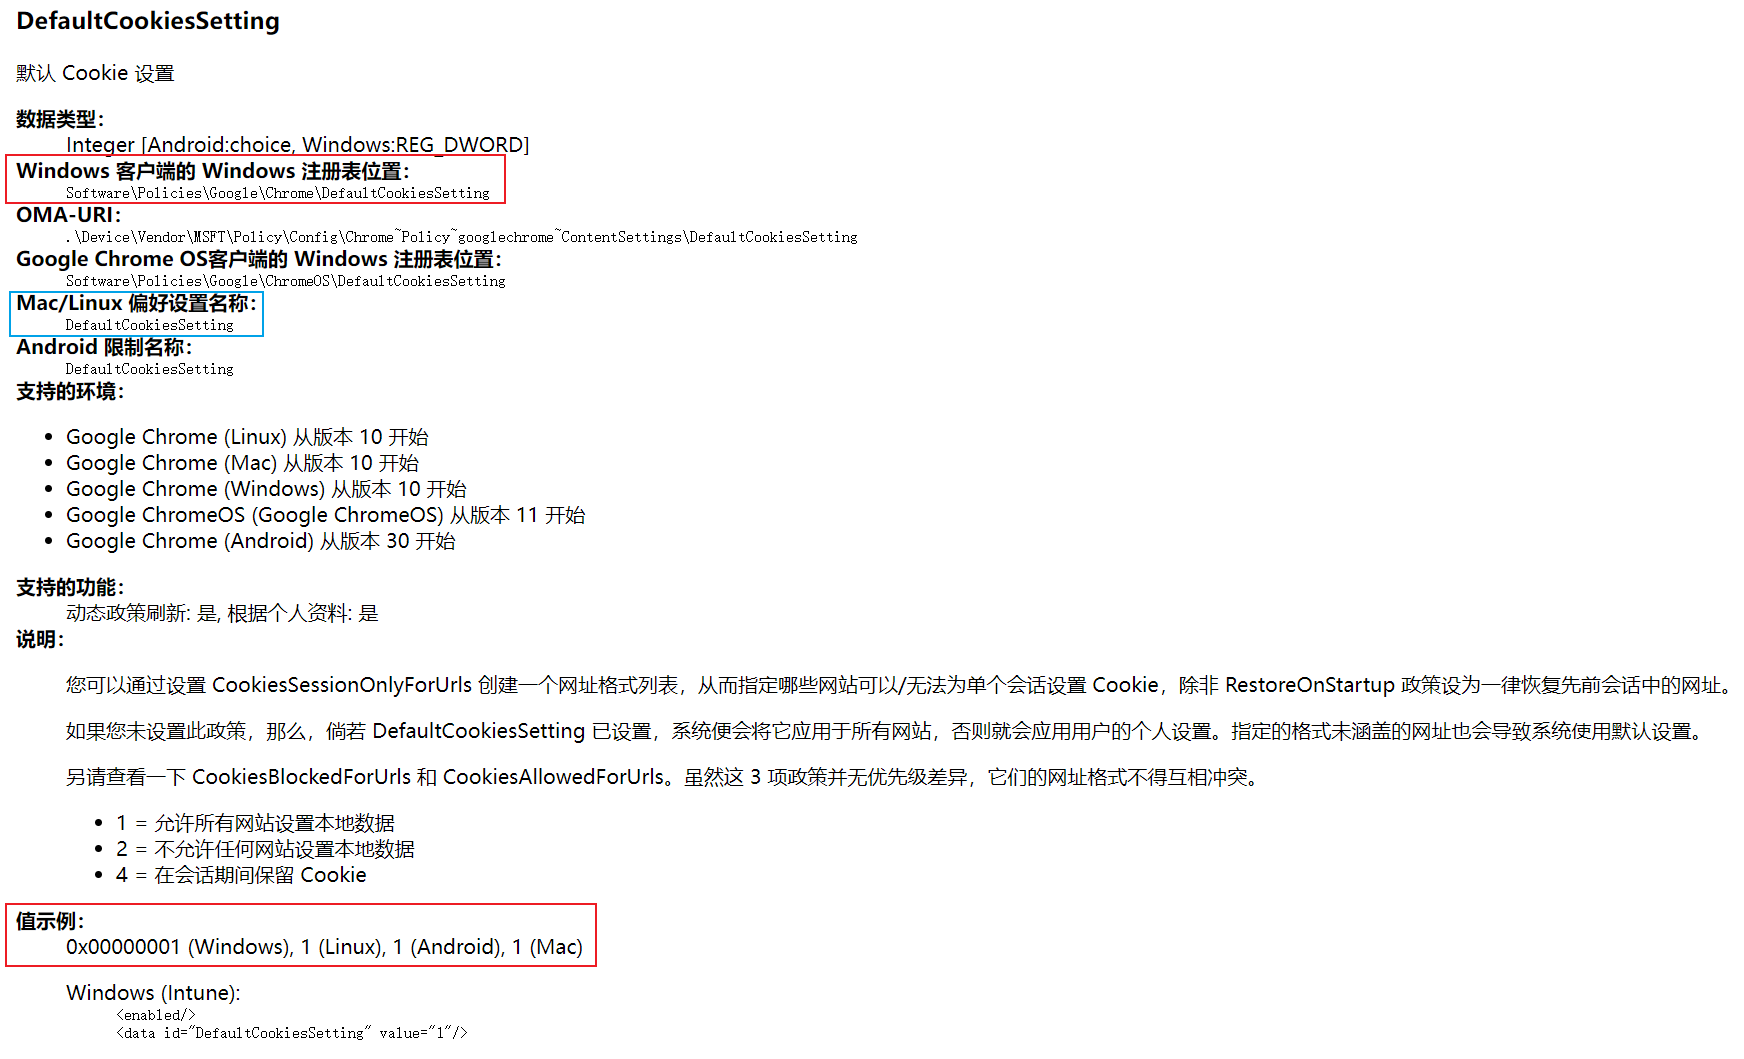 DefaultCookiesSetting
默认 Cookie 设置
数据类型：
Integer [Android:choice, Windows:REG_DWORD]
Windows 客户端的 Windows 注册表位置：
Software\Policies\Google\Chrome\DefaultCookiesSetting
OMA-URI：
.\Device\Vendor\MSFT\Policy\Config\Chrome~Policy~googlechrome~ContentSettings\DefaultCookiesSetting
Google Chrome OS客户端的 Windows 注册表位置：
Software\Policies\Google\ChromeOS\DefaultCookiesSetting
Mac/Linux 偏好设置名称：
DefaultCookiesSetting
Android 限制名称：
DefaultCookiesSetting
支持的环境：
• Google Chrome (Linux) 从版本 10 开始
• Google Chrome (Mac) 从版本 10 开始
• Google Chrome (Windows) 从版本 10 开始
• Google ChromeOS (Google ChromeOS) 从版本 11 开始
• Google Chrome (Android) 从版本 30 开始
支持的功能：
动态政策刷新: 是, 根据个人资料: 是
说明：
您可以通过设置 CookiesSessionOnlyForUrls 创建一个网址格式列表，从而指定哪些网站可以/无法为单个会话设置 Cookie，除非 RestoreOnStartup 政策设为一律恢复先前会话中的网址。
如果您未设置此政策，那么，倘若 DefaultCookiesSetting 已设置，系统便会将它应用于所有网站，否则就会应用用户的个人设置。指定的格式未涵盖的网址也会导致系统使用默认设置。
另请查看一下 CookiesBlockedForUrls 和 CookiesAllowedForUrls。虽然这 3 项政策并无优先级差异，它们的网址格式不得互相冲突。
• 1 = 允许所有网站设置本地数据
• 2 = 不允许任何网站设置本地数据
• 4 = 在会话期间保留 Cookie
值示例：
0x00000001 (Windows), 1 (Linux), 1 (Android), 1 (Mac)
Windows (Intune):
<enabled/>
<data id="DefaultCookiesSetting" value="1"/>